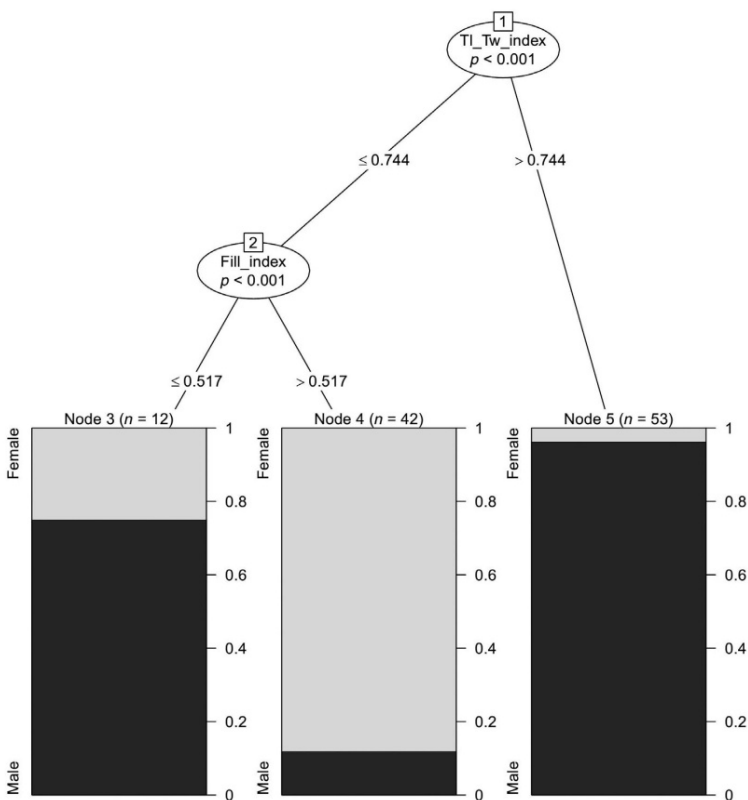 1
Tl_Tw_index
p < 0.001
≤ 0.744
> 0.744
2
Fill_index
p < 0.001
≤ 0.517
> 0.517
Node 3 (n = 12)
Female
Male
1
0.8
0.6
0.4
0.2
0
Node 4 (n = 42)
Female
Male
1
0.8
0.6
0.4
0.2
0
Node 5 (n = 53)
Female
Male
1
0.8
0.6
0.4
0.2
0